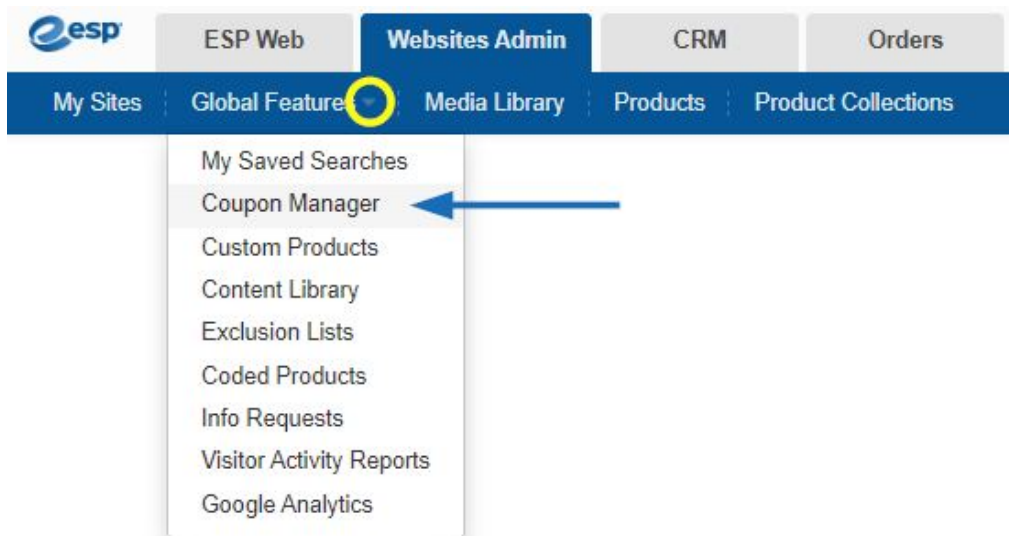 esp ESP Web Websites Admin CRM Orders
My Sites Global Features Media Library Products Product Collections
My Saved Searches
Coupon Manager
Custom Products
Content Library
Exclusion Lists
Coded Products
Info Requests
Visitor Activity Reports
Google Analytics